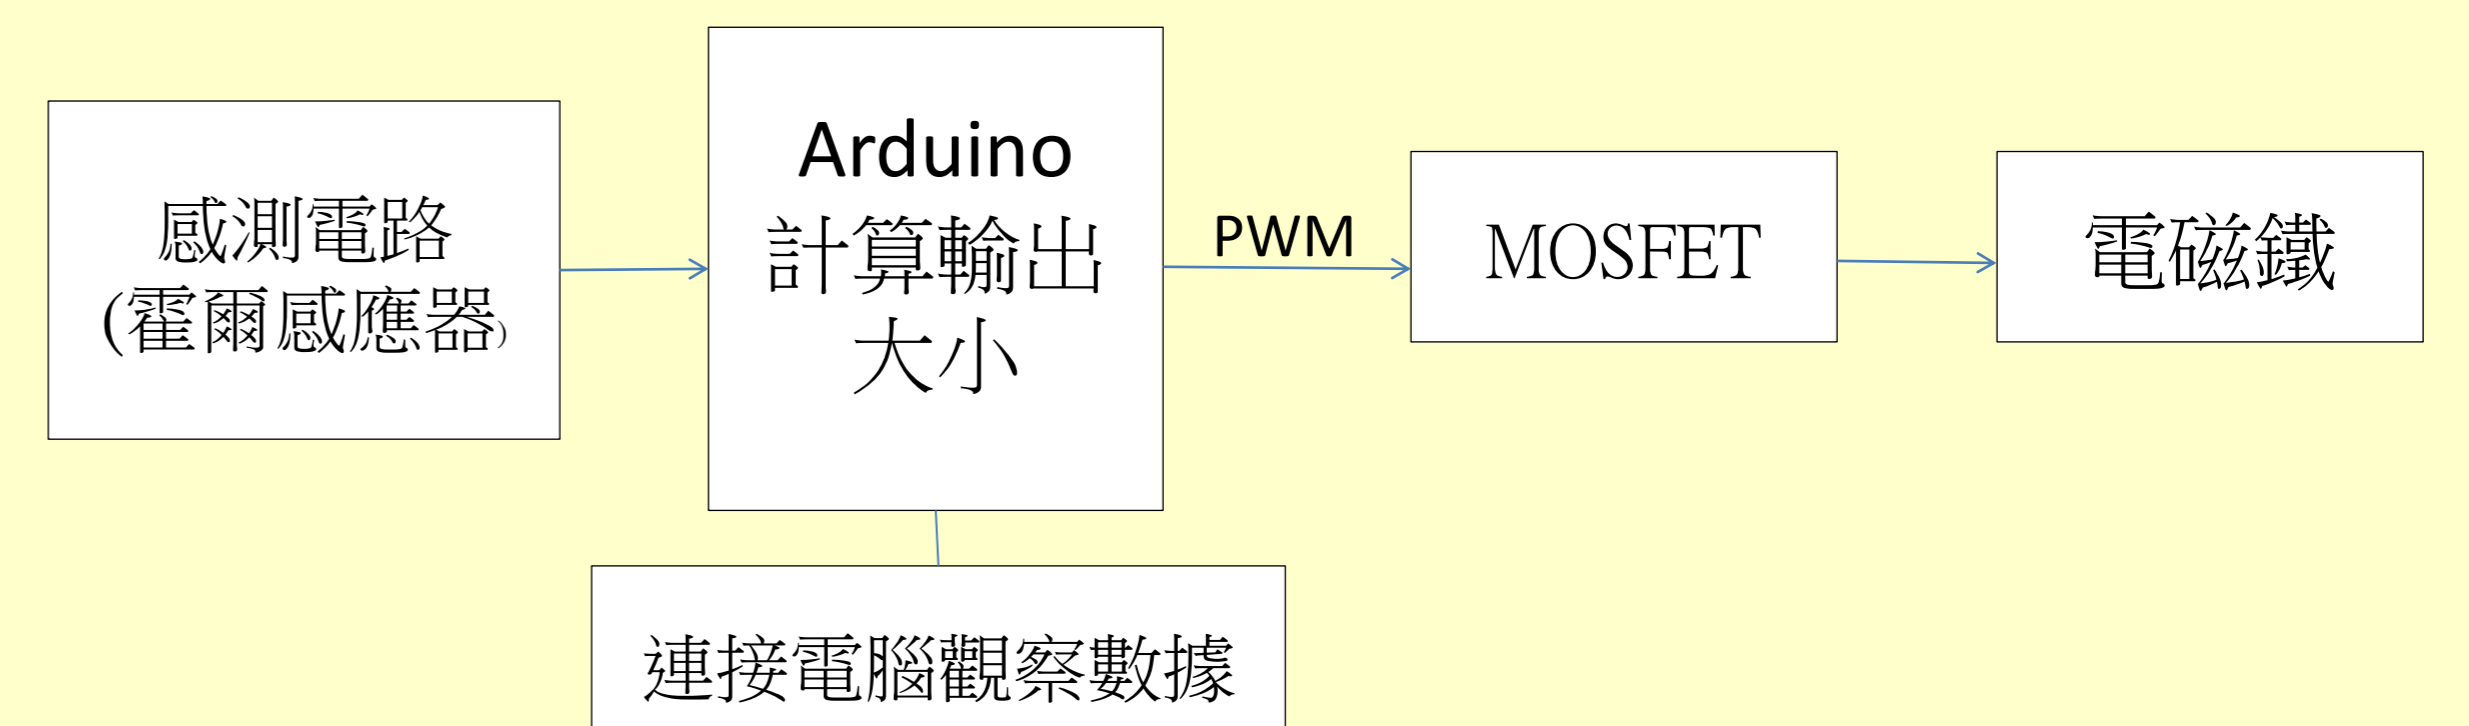 感測電路
(霍爾感應器)
Arduino
計算輸出
大小
PWM
MOSFET
電磁鐵
連接電腦觀察數據